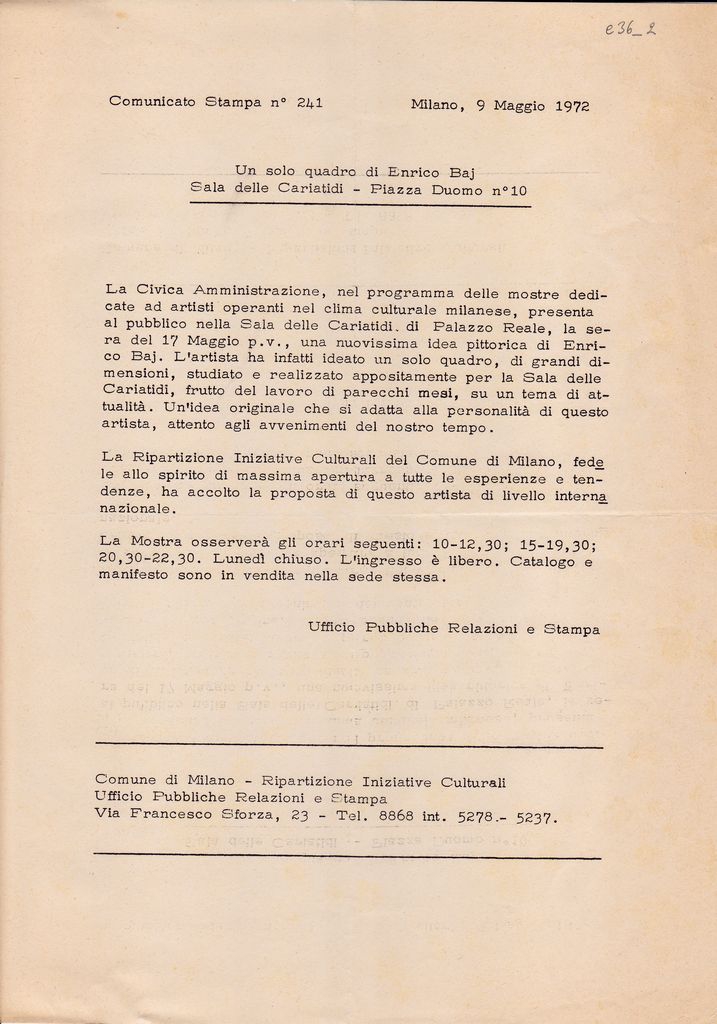 e36_2
Comunicato Stampa n° 241 Milano, 9 Maggio 1972
Un solo quadro di Enrico Baj
Sala delle Cariatidi - Piazza Duomo n°10
La Civica Amministrazione, nel programma delle mostre dedi-
cate ad artisti operanti nel clima culturale milanese, presenta
al pubblico nella Sala delle Cariatidi. di Palazzo Reale, la se-
ra del 17 Maggio p.v., una nuovissima idea pittorica di Enri-
co Baj. L'artista ha infatti ideato un solo quadro, di grandi di-
mensioni, studiato e realizzato appositamente per la Sala delle
Cariatidi, frutto del lavoro di parecchi mesi, su un tema di at-
tualità. Un'idea originale che si adatta alla personalità di questo
artista, attento agli avvenimenti del nostro tempo.
La Ripartizione Iniziative Culturali del Comune di Milano, fede
le allo spirito di massima apertura a tutte le esperienze e ten-
denze, ha accolto la proposta di questo artista di livello interna
nazionale.
La Mostra osserverà gli orari seguenti: 10-12,30; 15-19,30;
20,30-22,30. Lunedì chiuso. L'ingresso è libero. Catalogo e
manifesto sono in vendita nella sede stessa.
Ufficio Pubbliche Relazioni e Stampa
Comune di Milano - Ripartizione Iniziative Culturali
Ufficio Pubbliche Relazioni e Stampa
Via Francesco Sforza, 23 - Tel. 8868 int. 5278.- 5237.